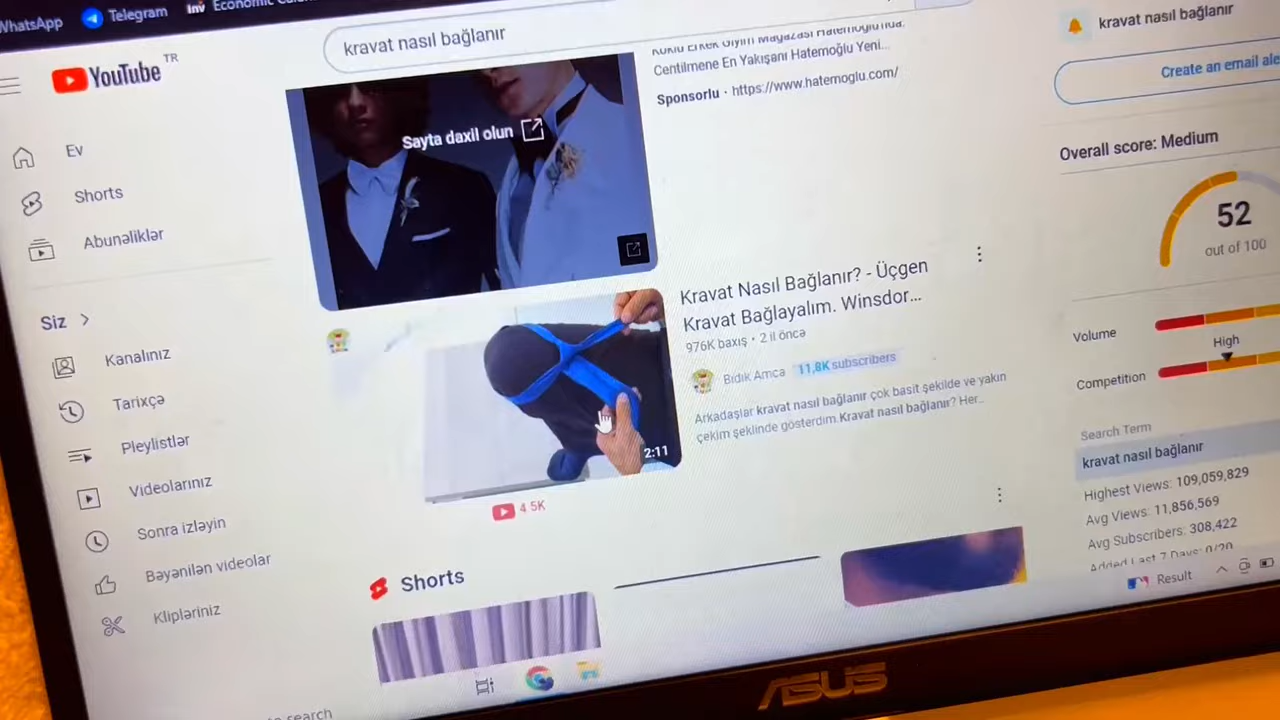 WhatsApp
Telegram
Inv Economic
YouTube TR
kravat nasıl bağlanır
Ev
Shorts
Abunəliklər
Siz
Kanalınız
Tarixçə
Pleylistlər
Videolarınız
Sonra izləyin
Bəyənilən videolar
Klipləriniz
search
Sayta daxil olun
Köklü Erkek Giyim Mağazası Hatemoğlu'nda.
Centilmene En Yakışanı Hatemoğlu Yeni...
Sponsorlu · https://www.hatemoglu.com/
Kravat Nasıl Bağlanır? - Üçgen
Kravat Bağlayalım. Winsdor...
976K baxış • 2 il öncə
Bıdık Amca 11,8K subscribers
Arkadaşlar kravat nasıl bağlanır çok basit şekilde ve yakın
çekim şeklinde gösterdim.Kravat nasıl bağlanır? Her...
2:11
4.5K
Shorts
kravat nasıl bağlanır
Create an email ale
Overall score: Medium
52
out of 100
Volume
High
Competition
Search Term
kravat nasıl bağlanır
Highest Views: 109,059,829
Avg Views: 11,856,569
Avg Subscribers: 308,422
Added Last 7 Days: 0/20
Result
ASUS